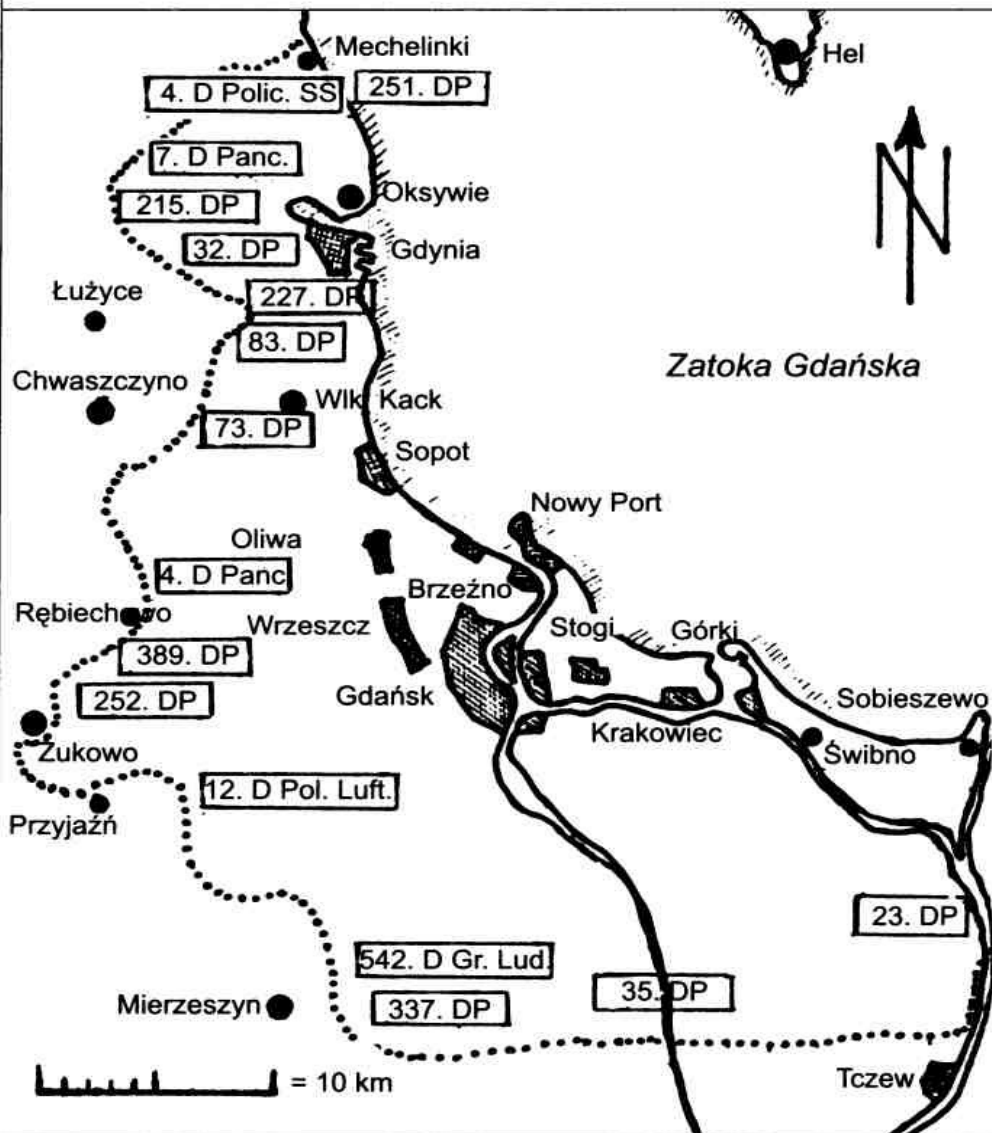 Mechelinki
Hel
4. D Polic. SS
251. DP
7. D Panc.
Oksywie
215. DP
N
32. DP
Gdynia
Łużyce
227. DP
83. DP
Zatoka Gdańska
Chwaszczyno
Wlk. Kack
73. DP
Sopot
Nowy Port
Oliwa
4. D Panc
Brzeźno
Rębiechowo
Wrzeszcz
Stogi
Górki
389. DP
Gdańsk
252. DP
Sobieszewo
Krakowiec
Żukowo
Świbno
12. D Pol. Luft.
Przyjaźń
23. DP
542. D Gr. Lud
Mierzeszyn
337. DP
35. DP
= 10 km
Tczew